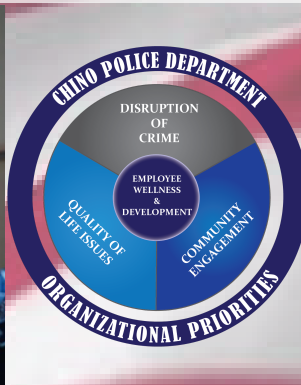 CHINO POLICE DEPARTMENT
DISRUPTION
OF
CRIME
EMPLOYEE
WELLNESS
&
DEVELOPMENT
QUALITY OF
LIFE ISSUES
COMMUNITY
ENGAGEMENT
ORGANIZATIONAL PRIORITIES